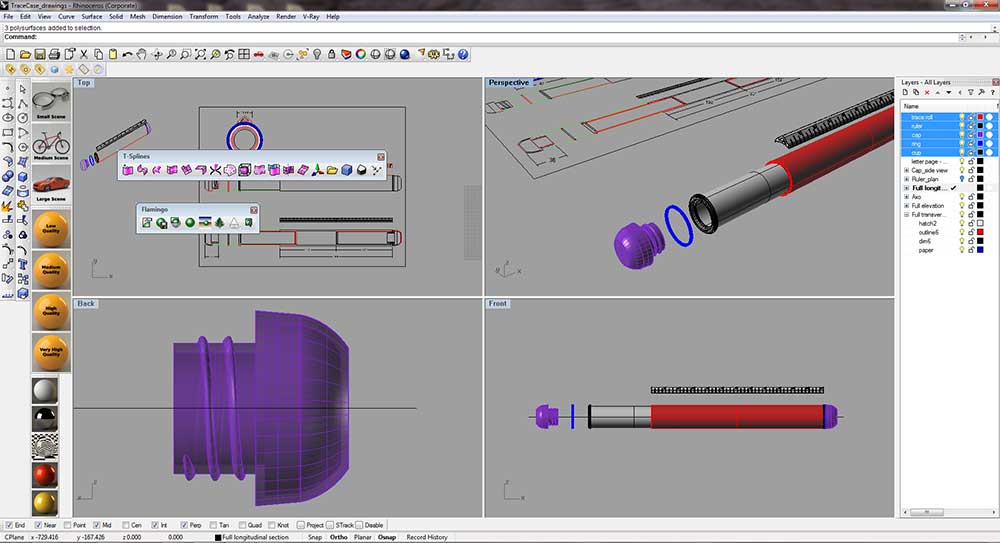 TraceCase_drawings - Rhinoceros (Corporate)
File Edit View Curve Surface Solid Mesh Dimension Transform Tools Analyze Render V-Ray Help
3 polysurfaces added to selection.
Command:
Top
Perspective
Layers - All Layers
Name
trace roll
ruler
cap
ring
cup
letter page -
Cap_side view
Ruler_plan
Full longit...
Axo
Full elevation
Full transver...
hatch2
outline6
dim6
paper
Small Scene
Medium Scene
Large Scene
Low
Quality
Medium
Quality
High
Quality
Very High
Quality
T-Splines
Flamingo
36
y
x
z
y
x
Back
Front
z
x
z
x
End Near Point Mid Cen Int Perp Tan Quad Knot Project STrack Disable
CPlane x -729.416 y -167.426 z 0.000 0.000 Full longitudinal section Snap Ortho Planar Osnap Record History